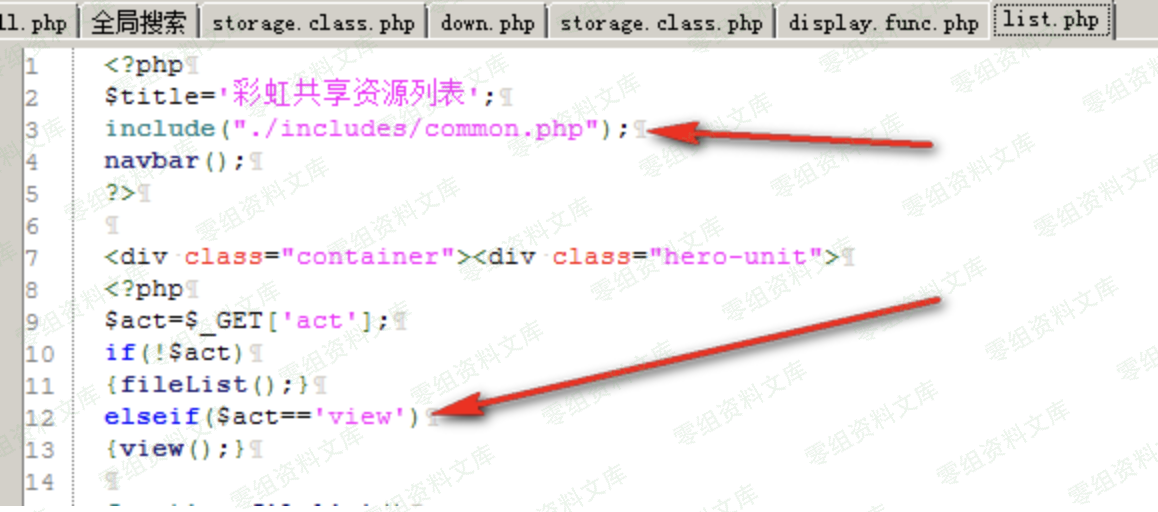 ll.php 全局搜索 storage.class.php down.php storage.class.php display.func.php list.php
1 <?php¶
2 $title='彩虹共享资源列表';¶
3 include("./includes/common.php");¶
4 navbar();¶
5 ?>¶
6 ¶
7 <div class="container"><div class="hero-unit">¶
8 <?php¶
9 $act=$_GET['act'];¶
10 if(!$act)¶
11 {fileList();}¶
12 elseif($act=='view')¶
13 {view();}¶
14 ¶
零组资料文库